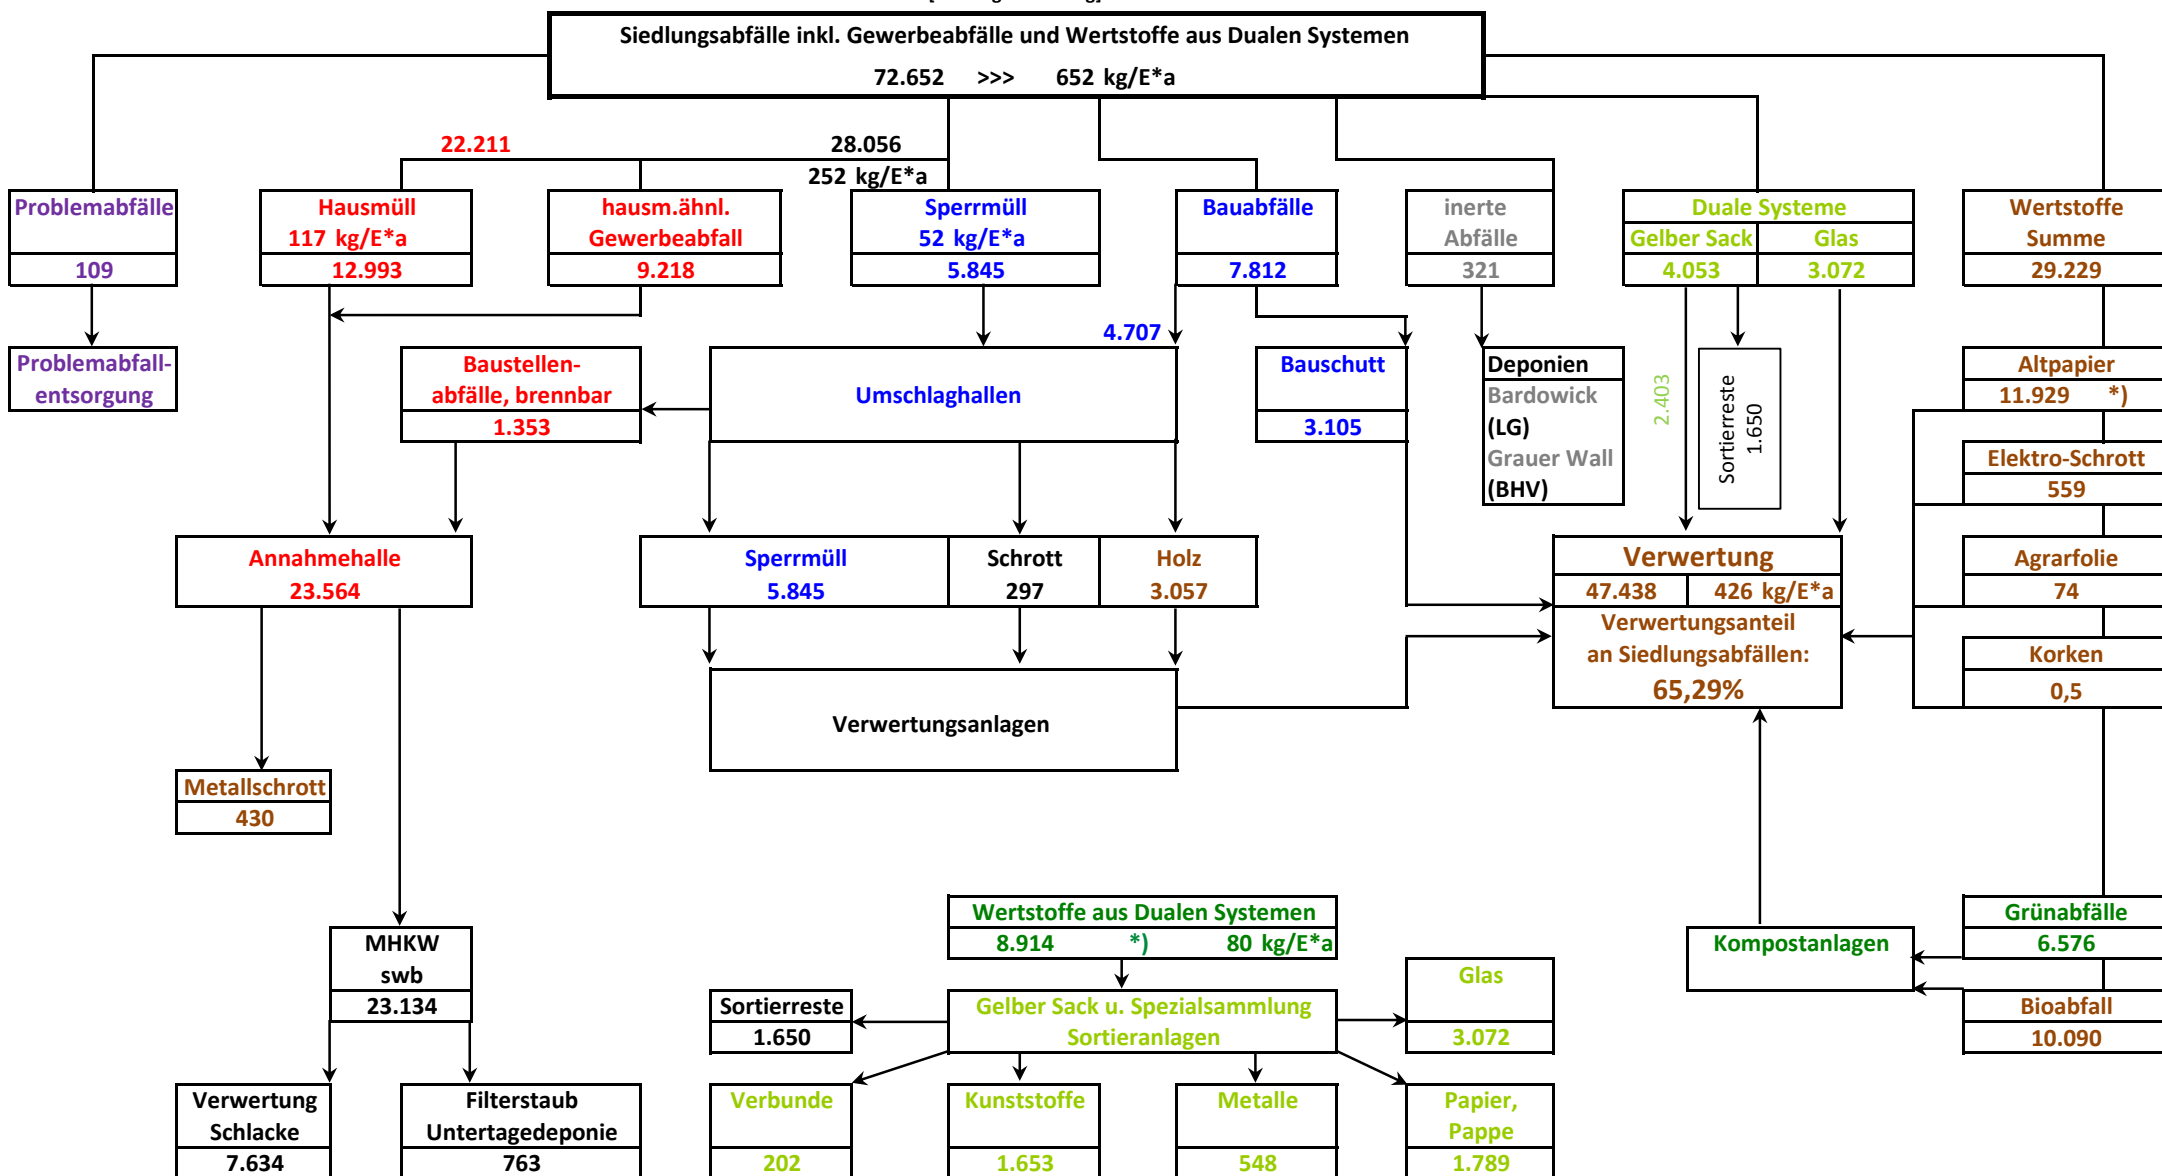 Siedlungsabfälle inkl. Gewerbeabfälle und Wertstoffe aus Dualen Systemen
72.652 >>> 652 kg/E*a
22.211
28.056
252 kg/E*a
Problemabfälle
109
Hausmüll
117 kg/E*a
12.993
hausm.ähnl.
Gewerbeabfall
9.218
Sperrmüll
52 kg/E*a
5.845
Bauabfälle
7.812
inerte
Abfälle
321
Duale Systeme
Gelber Sack
Glas
4.053
3.072
Wertstoffe
Summe
29.229
4.707
Problemabfall-
entsorgung
Baustellen-
abfälle, brennbar
1.353
Umschlaghallen
Bauschutt
3.105
Deponien
Bardowick
(LG)
Grauer Wall
(BHV)
2.403
Sortierreste
1.650
Altpapier
11.929 *)
Elektro-Schrott
559
Annahmehalle
23.564
Sperrmüll
5.845
Schrott
297
Holz
3.057
Verwertung
47.438
426 kg/E*a
Verwertungsanteil
an Siedlungsabfällen:
65,29%
Agrarfolie
74
Korken
0,5
Verwertungsanlagen
Metallschrott
430
MHKW
swb
23.134
Wertstoffe aus Dualen Systemen
8.914 *) 80 kg/E*a
Kompostanlagen
Grünabfälle
6.576
Sortierreste
1.650
Gelber Sack u. Spezialsammlung
Sortieranlagen
Glas
3.072
Bioabfall
10.090
Verwertung
Schlacke
7.634
Filterstaub
Untertagedeponie
763
Verbunde
202
Kunststoffe
1.653
Metalle
548
Papier,
Pappe
1.789